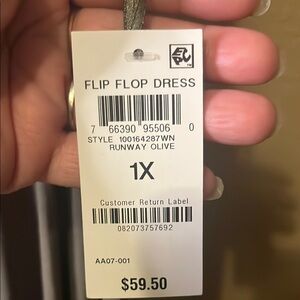 FLIP FLOP DRESS
7 66390 95506 0
STYLE 100164287WN
RUNWAY OLIVE
1X
Customer Return Label
082073757692
AA07-001
$59.50